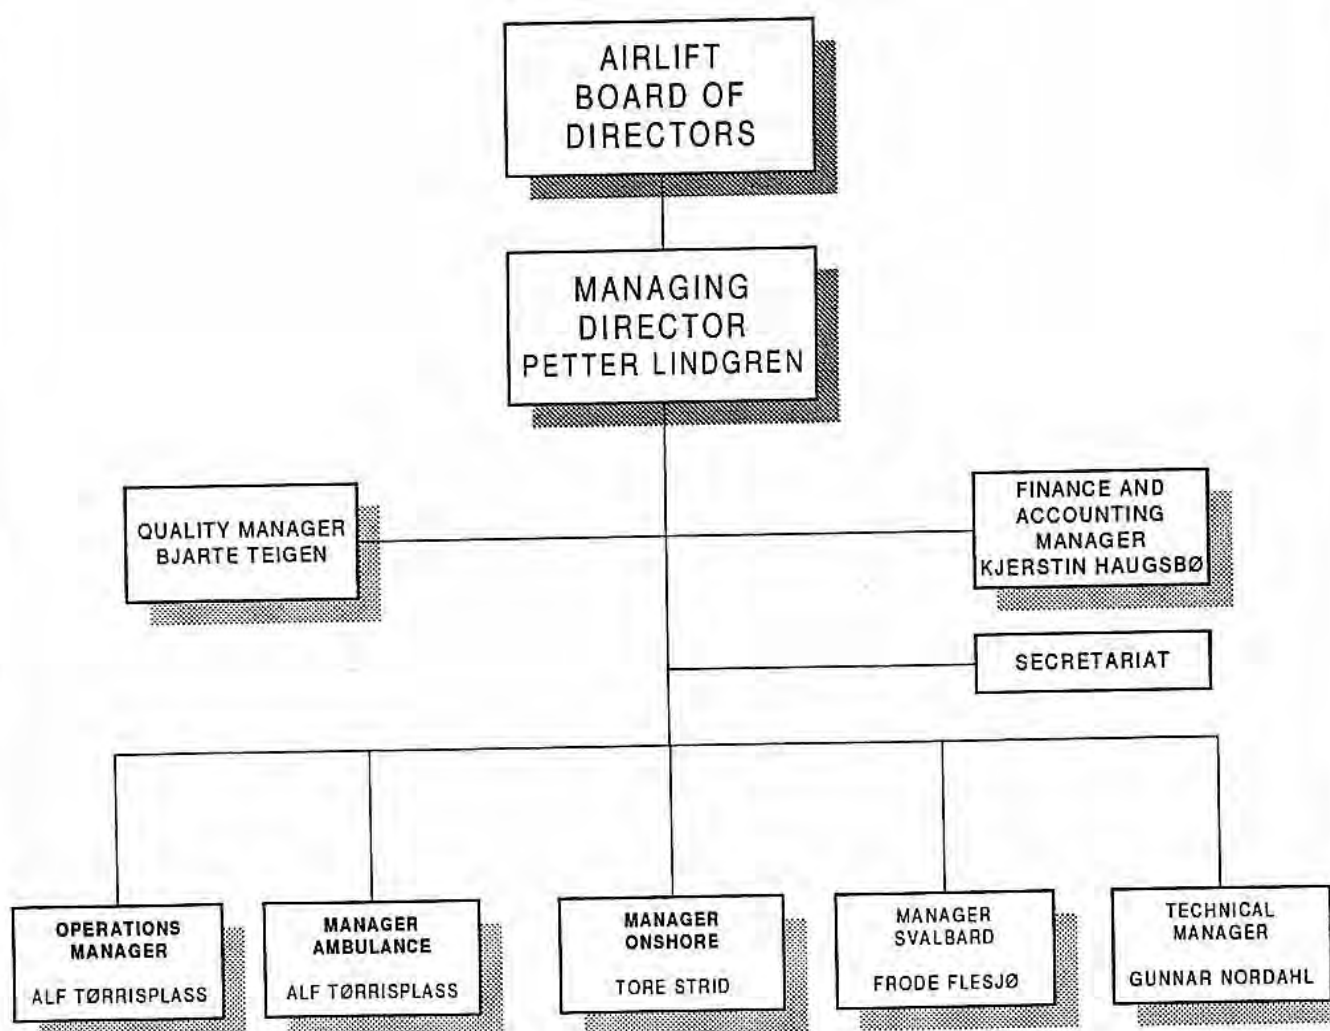 AIRLIFT
BOARD OF
DIRECTORS
MANAGING
DIRECTOR
PETTER LINDGREN
QUALITY MANAGER
BJARTE TEIGEN
FINANCE AND
ACCOUNTING
MANAGER
KJERSTIN HAUGSBØ
SECRETARIAT
OPERATIONS
MANAGER
ALF TØRRISPLASS
MANAGER
AMBULANCE
ALF TØRRISPLASS
MANAGER
ONSHORE
TORE STRID
MANAGER
SVALBARD
FRODE FLESJØ
TECHNICAL
MANAGER
GUNNAR NORDAHL